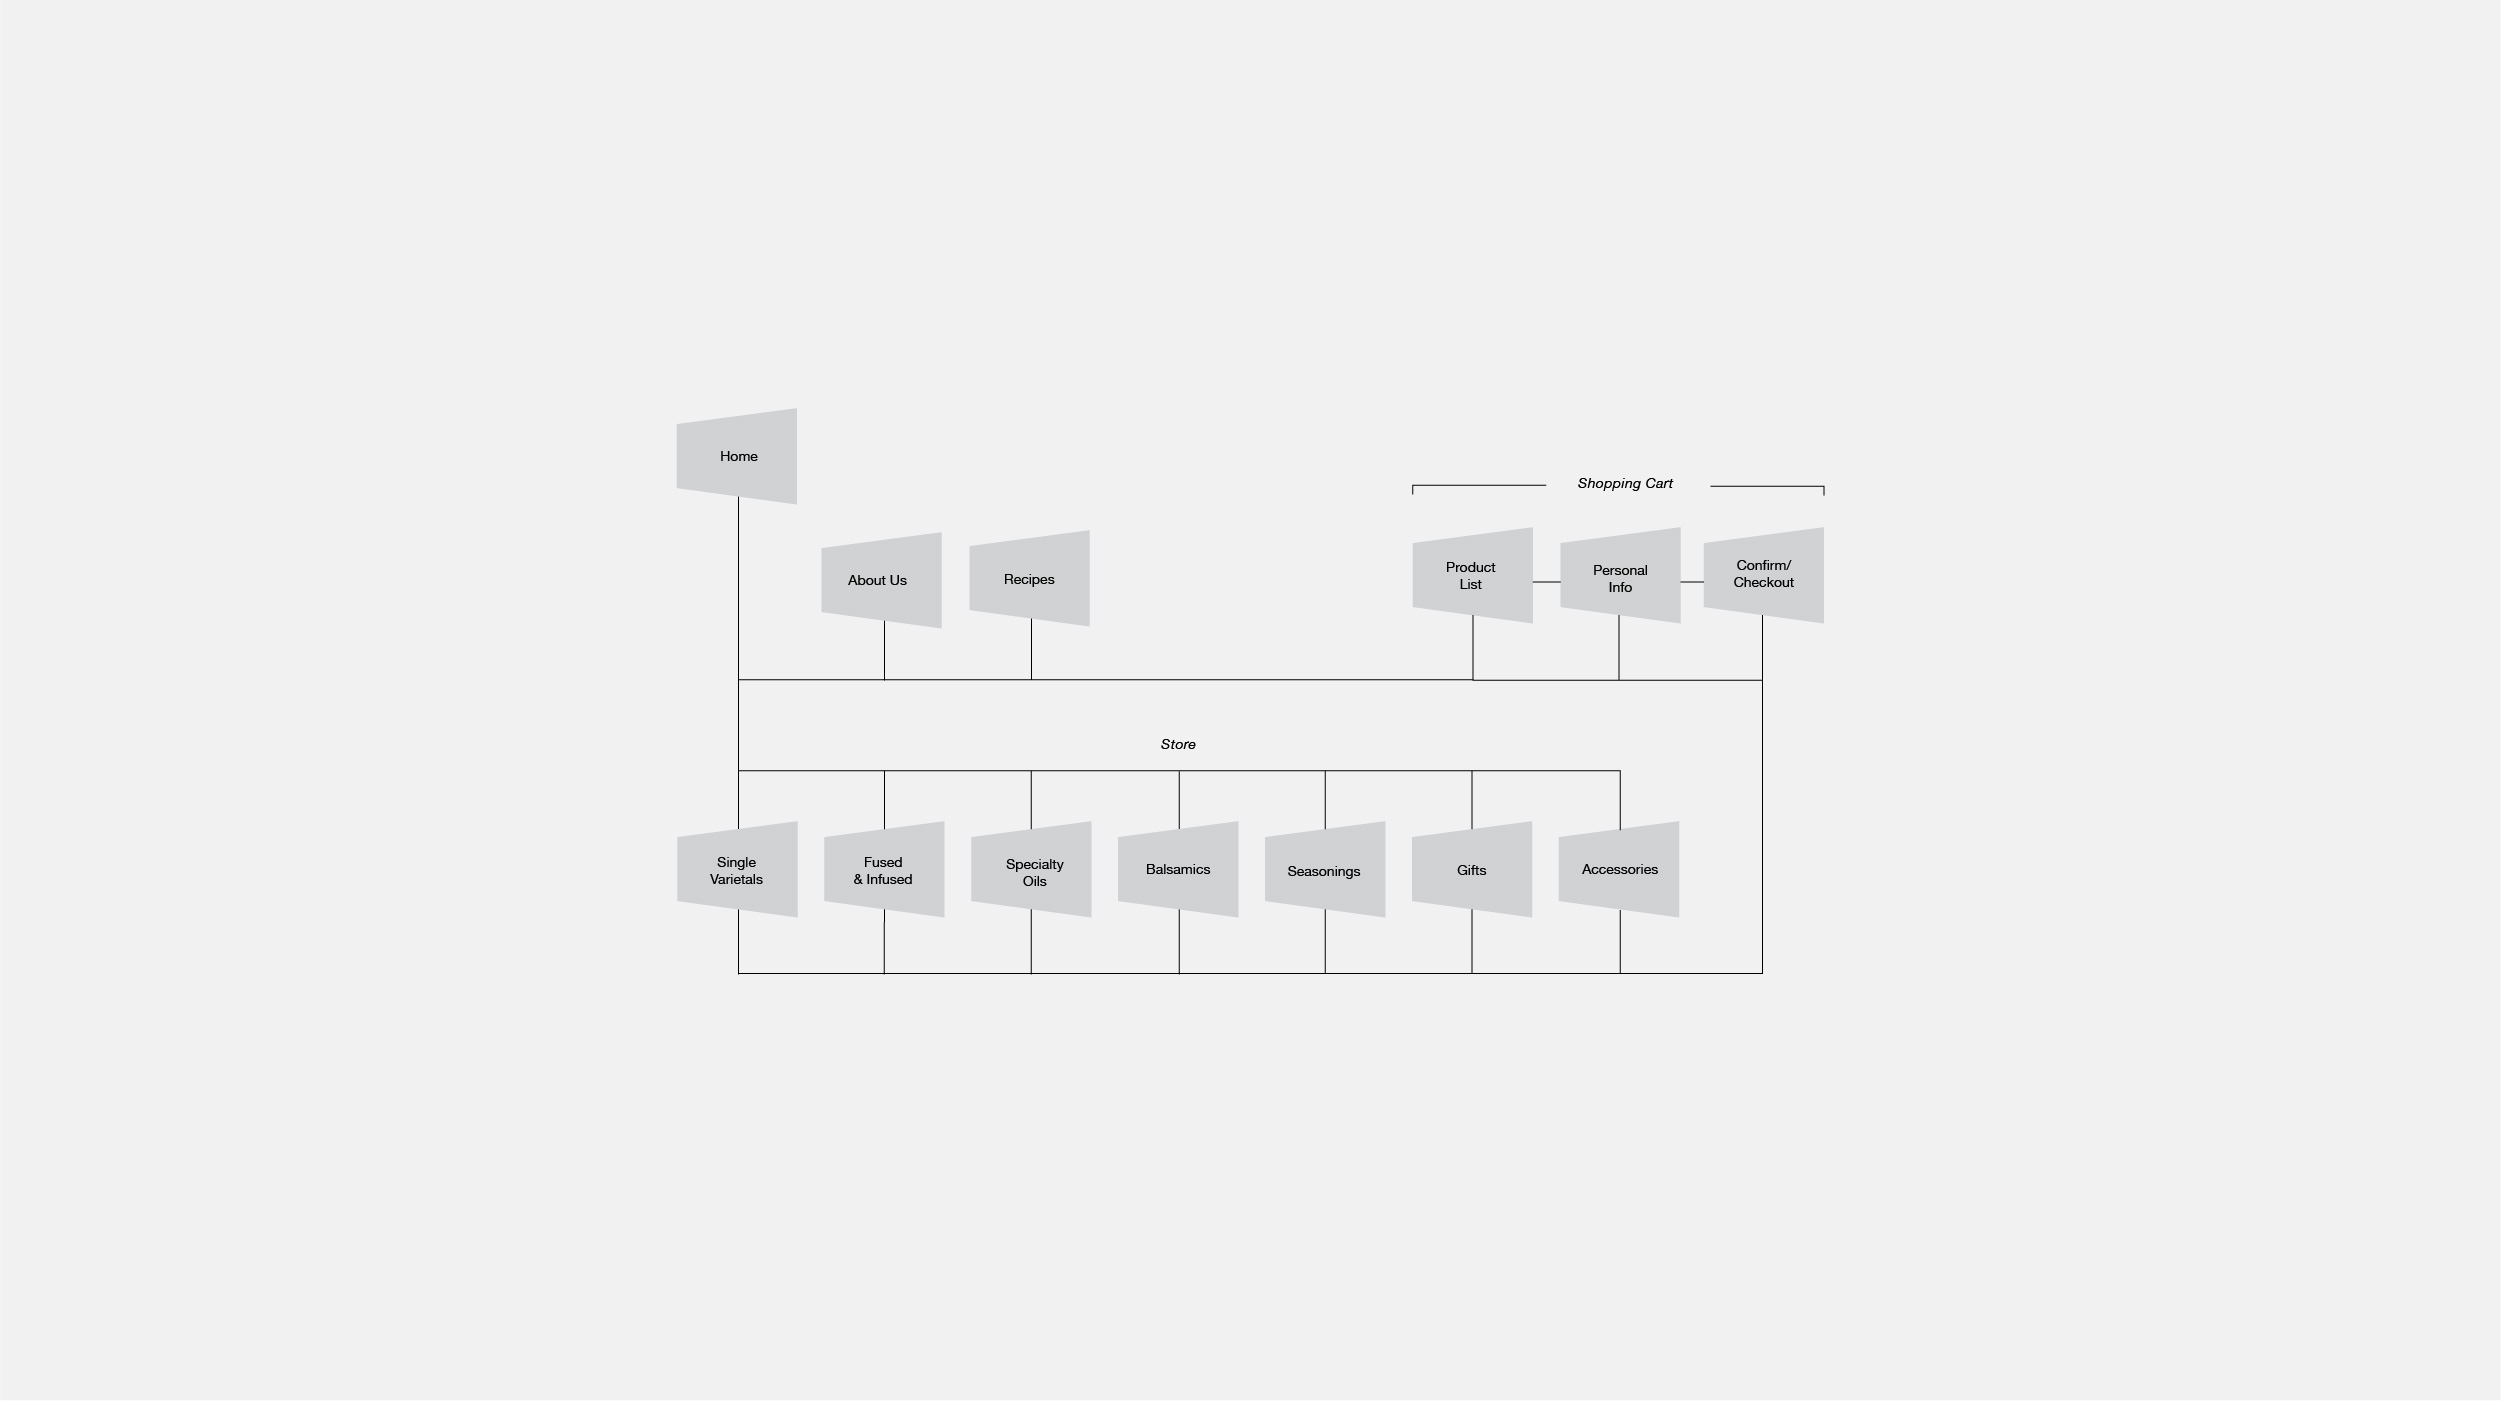 Home
Shopping Cart
About Us
Recipes
Product
List
Personal
Info
Confirm/
Checkout
Store
Single
Varietals
Fused
& Infused
Specialty
Oils
Balsamics
Seasonings
Gifts
Accessories